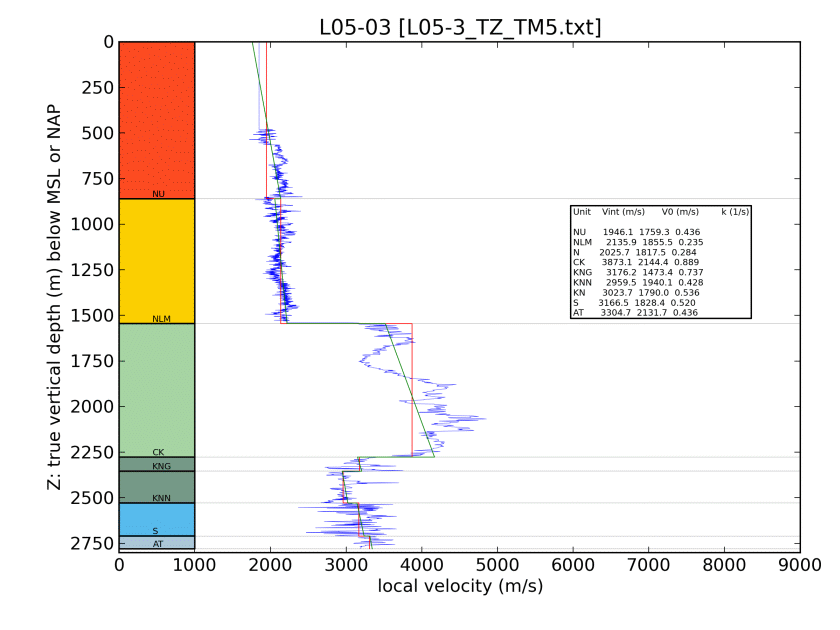 L05-03 [L05-3_TZ_TM5.txt]
Z: true vertical depth (m) below MSL or NAP
0
250
500
750
1000
1250
1500
1750
2000
2250
2500
2750
NU
NLM
CK
KNG
KNN
S
AT
Unit Vint (m/s) V0 (m/s) k (1/s)
NU 1946.1 1759.3 0.436
NLM 2135.9 1855.5 0.235
N 2025.7 1817.5 0.284
CK 3873.1 2144.4 0.889
KNG 3176.2 1473.4 0.737
KNN 2959.5 1940.1 0.428
KN 3023.7 1790.0 0.536
S 3166.5 1828.4 0.520
AT 3304.7 2131.7 0.436
0 1000 2000 3000 4000 5000 6000 7000 8000 9000
local velocity (m/s)